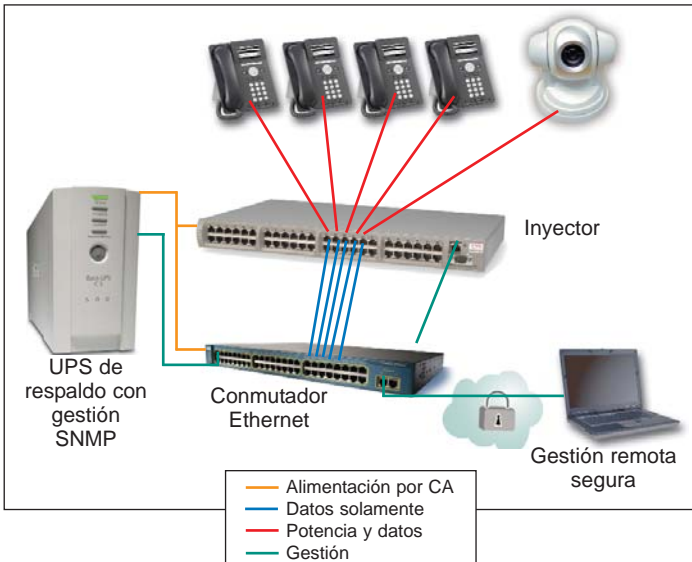 Inyector
UPS de
respaldo con
gestión
SNMP
Conmutador
Ethernet
Gestión remota
segura
Alimentación por CA
Datos solamente
Potencia y datos
Gestión